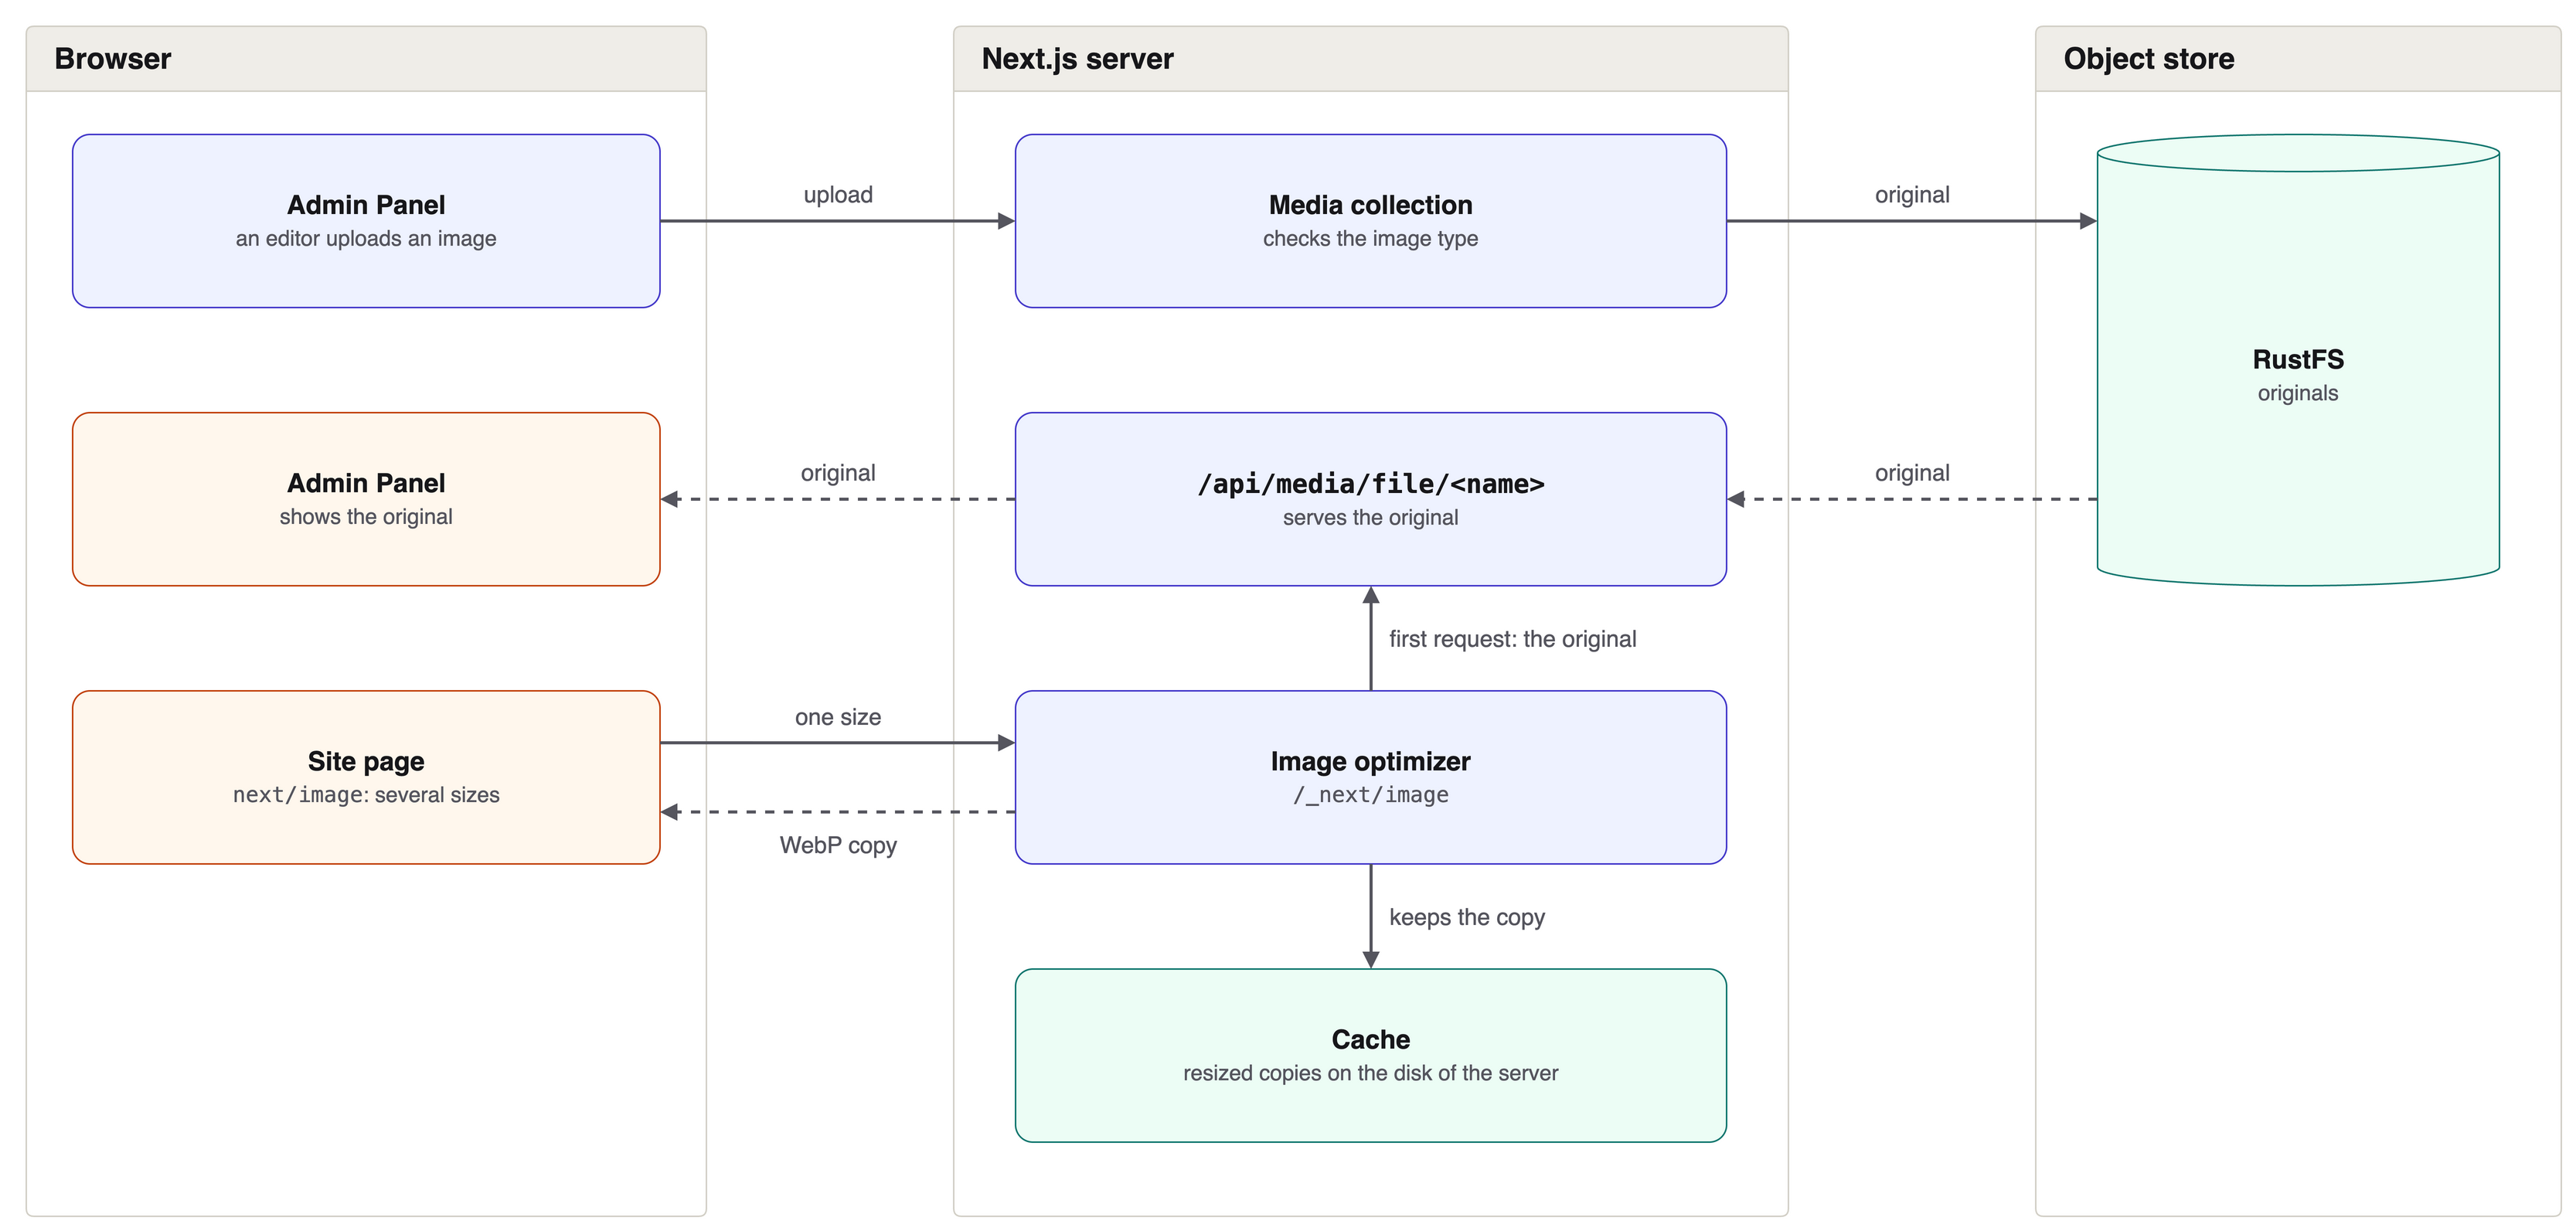 Browser
Next.js server
Object store
Admin Panel
an editor uploads an image
upload
Media collection
checks the image type
original
RustFS
originals
Admin Panel
shows the original
original
/api/media/file/<name>
serves the original
original
first request: the original
Site page
next/image: several sizes
one size
WebP copy
Image optimizer
/_next/image
keeps the copy
Cache
resized copies on the disk of the server